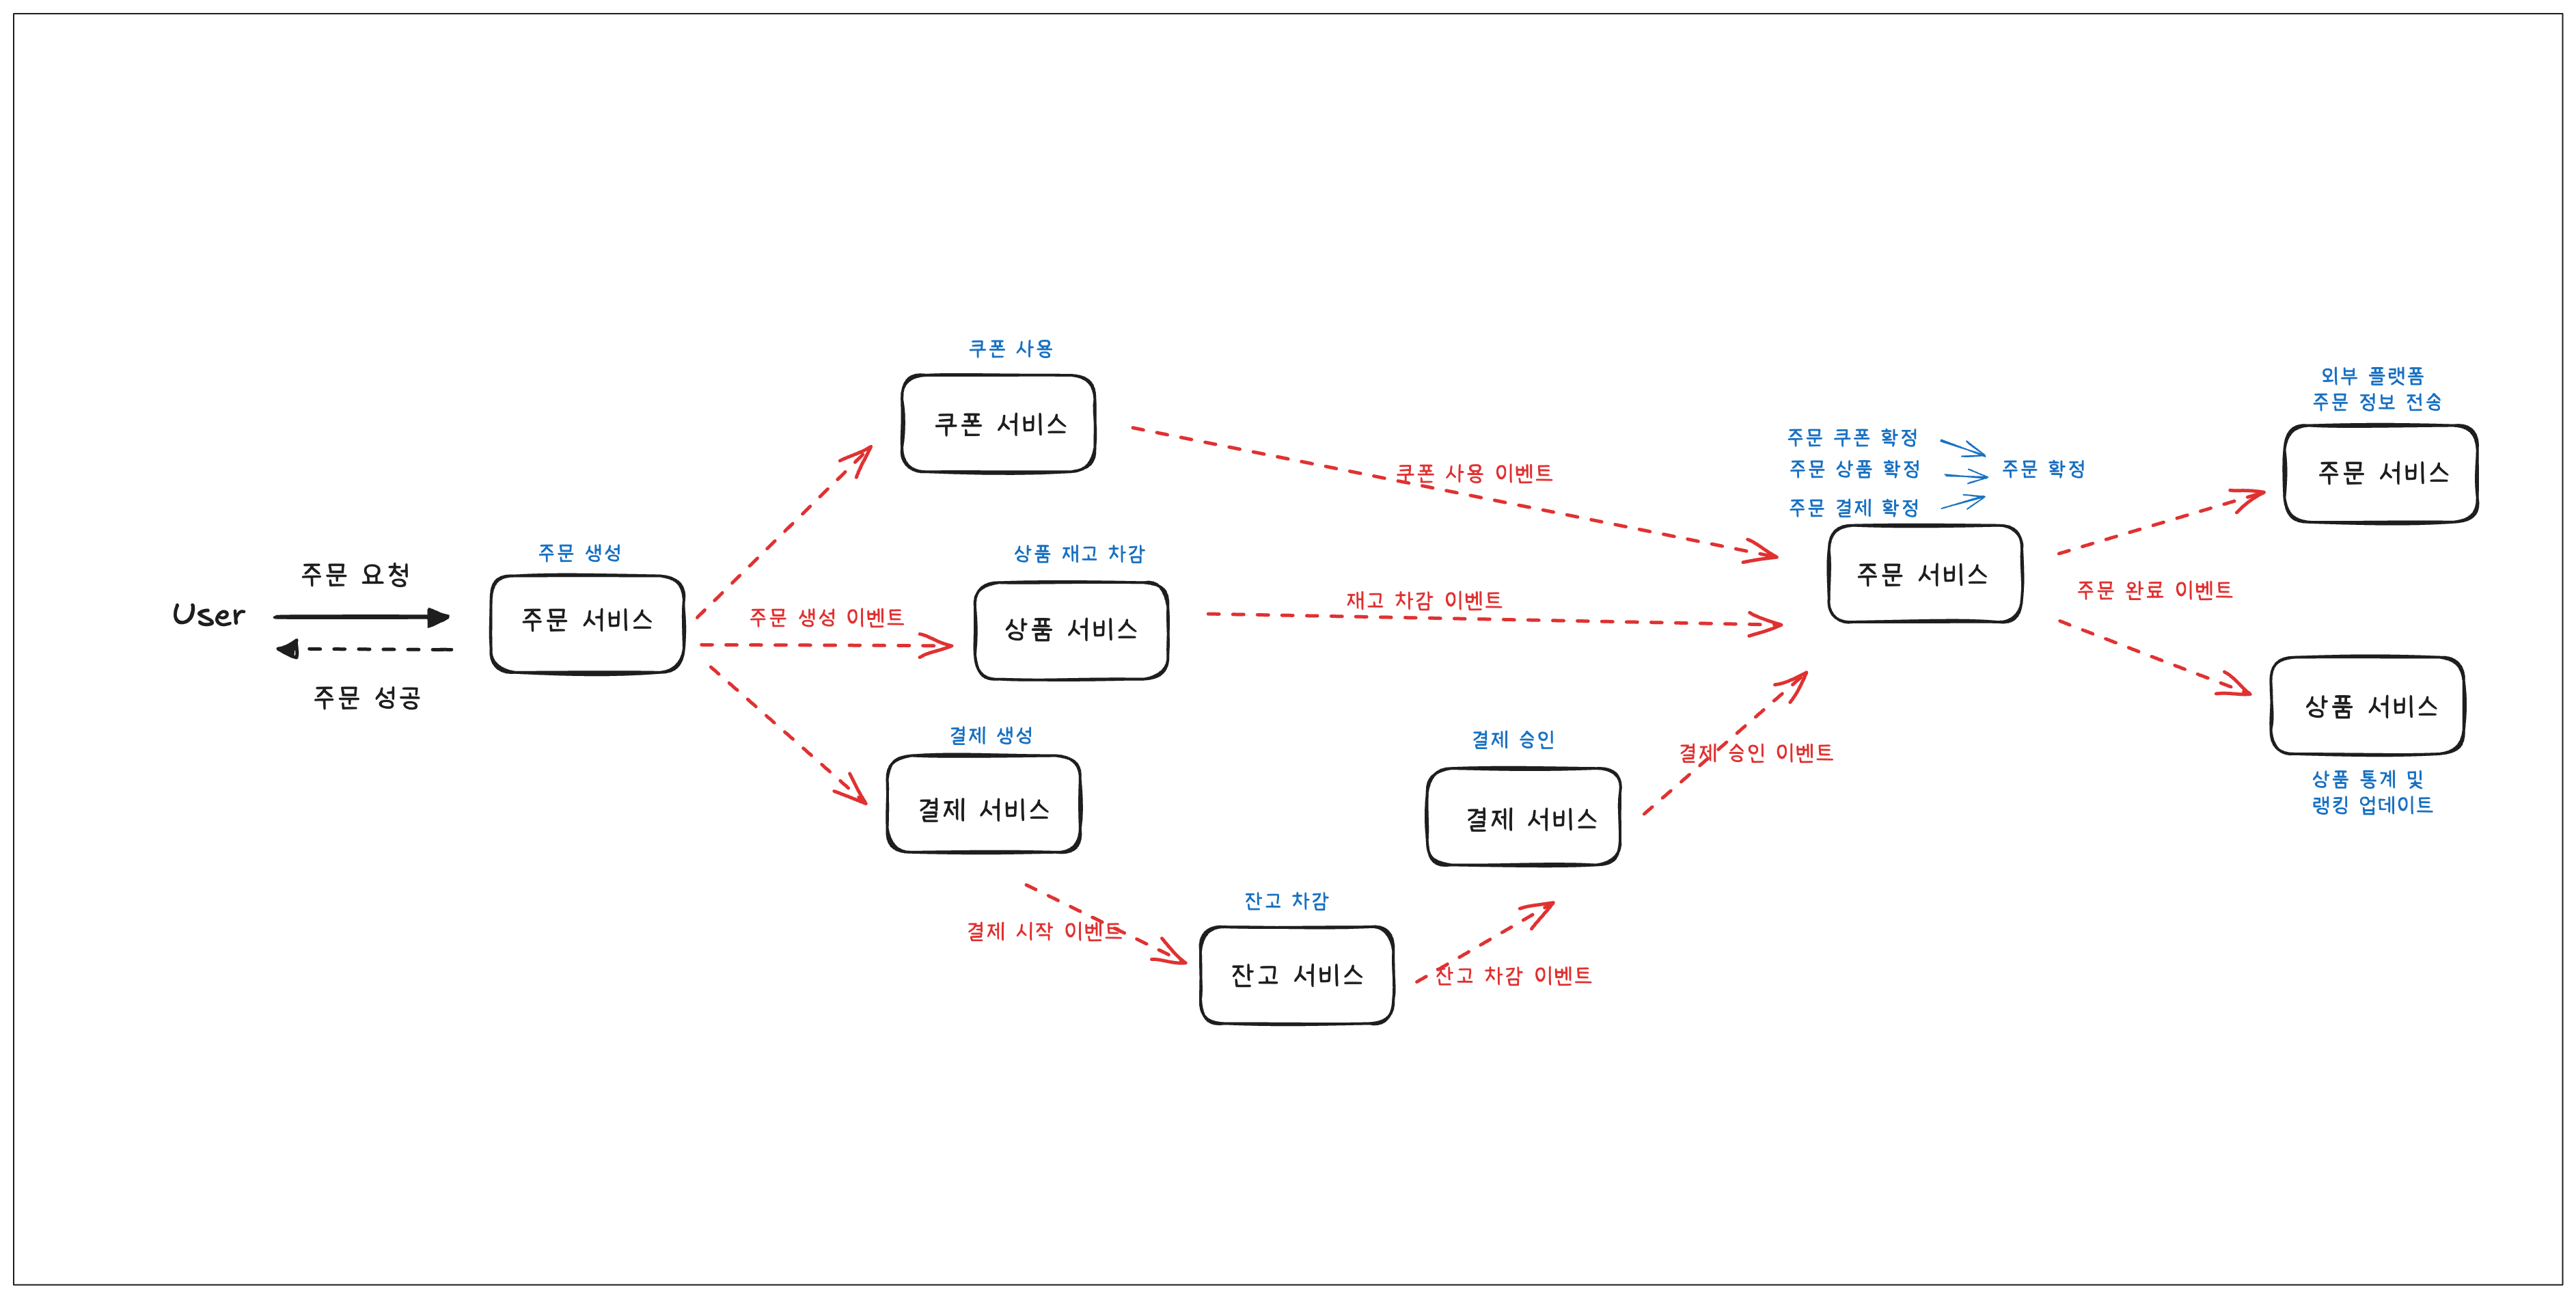 User
주문 요청
주문 성공
주문 생성
주문 서비스
주문 생성 이벤트
쿠폰 사용
쿠폰 서비스
상품 재고 차감
상품 서비스
결제 생성
결제 서비스
결제 시작 이벤트
잔고 차감
잔고 서비스
잔고 차감 이벤트
결제 승인
결제 서비스
결제 승인 이벤트
쿠폰 사용 이벤트
재고 차감 이벤트
주문 쿠폰 확정
주문 상품 확정
주문 결제 확정
주문 확정
주문 서비스
주문 완료 이벤트
외부 플랫폼
주문 정보 전송
주문 서비스
상품 서비스
상품 통계 및
랭킹 업데이트